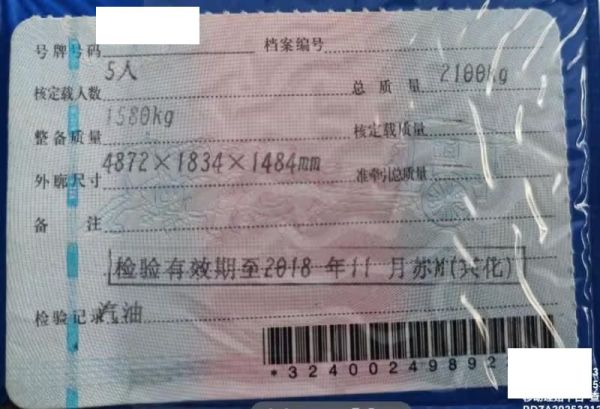 号牌号码 档案编号
核定载人数 5人 总质量 2100kg
整备质量 1580kg 核定载质量
外廓尺寸 4872×1834×1484mm 准牵引总质量
备注
检验有效期至2018年11月苏M(兴化)
检验记录 汽油
*32400249892